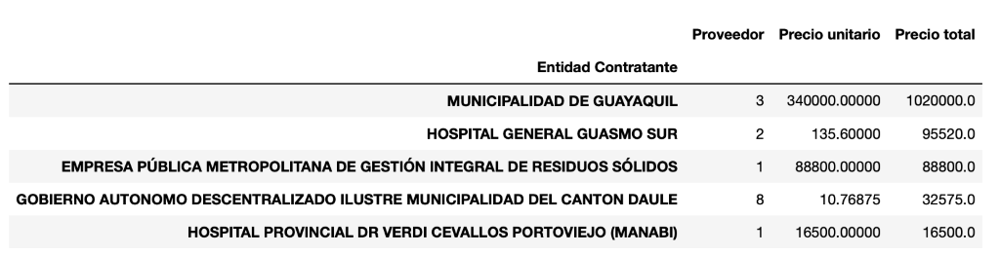 Proveedor Precio unitario Precio total
Entidad Contratante
MUNICIPALIDAD DE GUAYAQUIL 3 340000.00000 1020000.0
HOSPITAL GENERAL GUASMO SUR 2 135.60000 95520.0
EMPRESA PÚBLICA METROPOLITANA DE GESTIÓN INTEGRAL DE RESIDUOS SÓLIDOS 1 88800.00000 88800.0
GOBIERNO AUTONOMO DESCENTRALIZADO ILUSTRE MUNICIPALIDAD DEL CANTON DAULE 8 10.76875 32575.0
HOSPITAL PROVINCIAL DR VERDI CEVALLOS PORTOVIEJO (MANABI) 1 16500.00000 16500.0